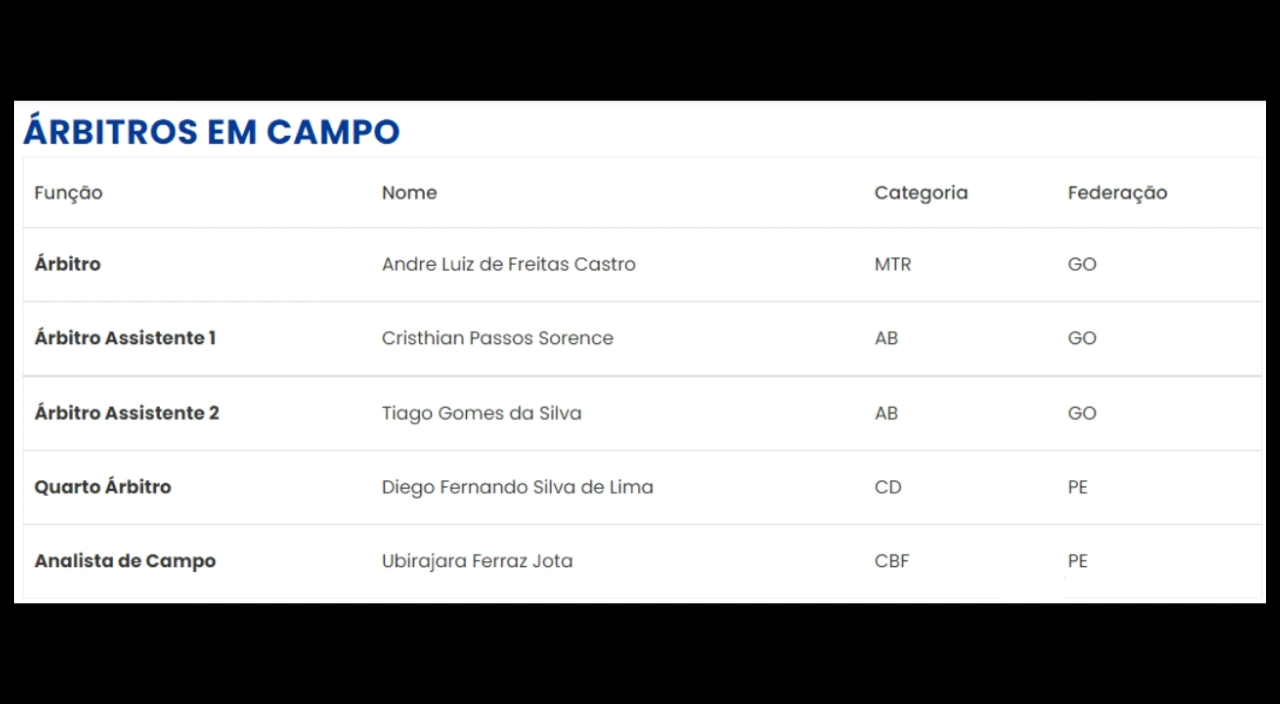 ÁRBITROS EM CAMPO
Função Nome Categoria Federação
Árbitro Andre Luiz de Freitas Castro MTR GO
Árbitro Assistente 1 Cristhian Passos Sorence AB GO
Árbitro Assistente 2 Tiago Gomes da Silva AB GO
Quarto Árbitro Diego Fernando Silva de Lima CD PE
Analista de Campo Ubirajara Ferraz Jota CBF PE